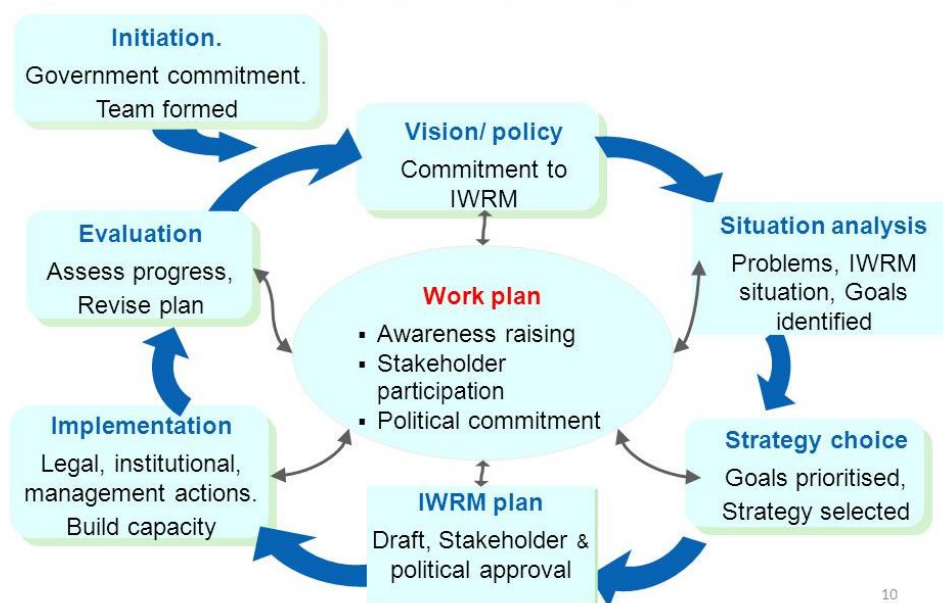 Initiation.
Government commitment.
Team formed
Vision/ policy
Commitment to
IWRM
Situation analysis
Problems, IWRM
situation, Goals
identified
Strategy choice
Goals prioritised,
Strategy selected
IWRM plan
Draft, Stakeholder &
political approval
Implementation
Legal, institutional,
management actions.
Build capacity
Evaluation
Assess progress,
Revise plan
Work plan
▪ Awareness raising
▪ Stakeholder
participation
▪ Political commitment
10